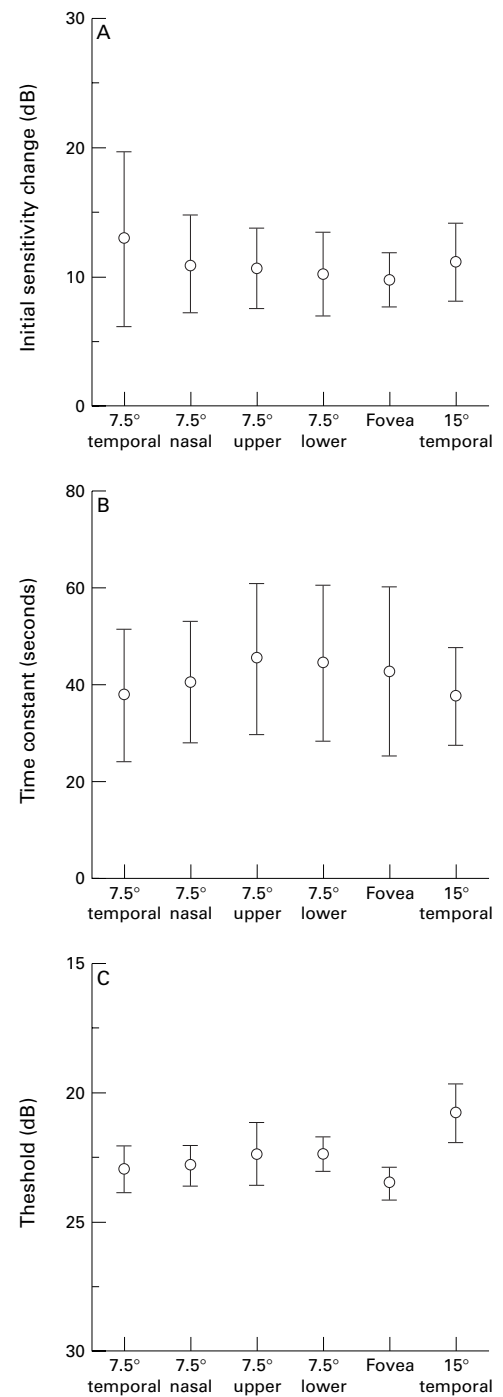 A
Initial sensitivity change (dB)
30
20
10
0
7.5° 7.5° 7.5° 7.5° Fovea 15°
temporal nasal upper lower temporal
B
Time constant (seconds)
80
60
40
20
0
7.5° 7.5° 7.5° 7.5° Fovea 15°
temporal nasal upper lower temporal
C
Theshold (dB)
15
20
25
30
7.5° 7.5° 7.5° 7.5° Fovea 15°
temporal nasal upper lower temporal